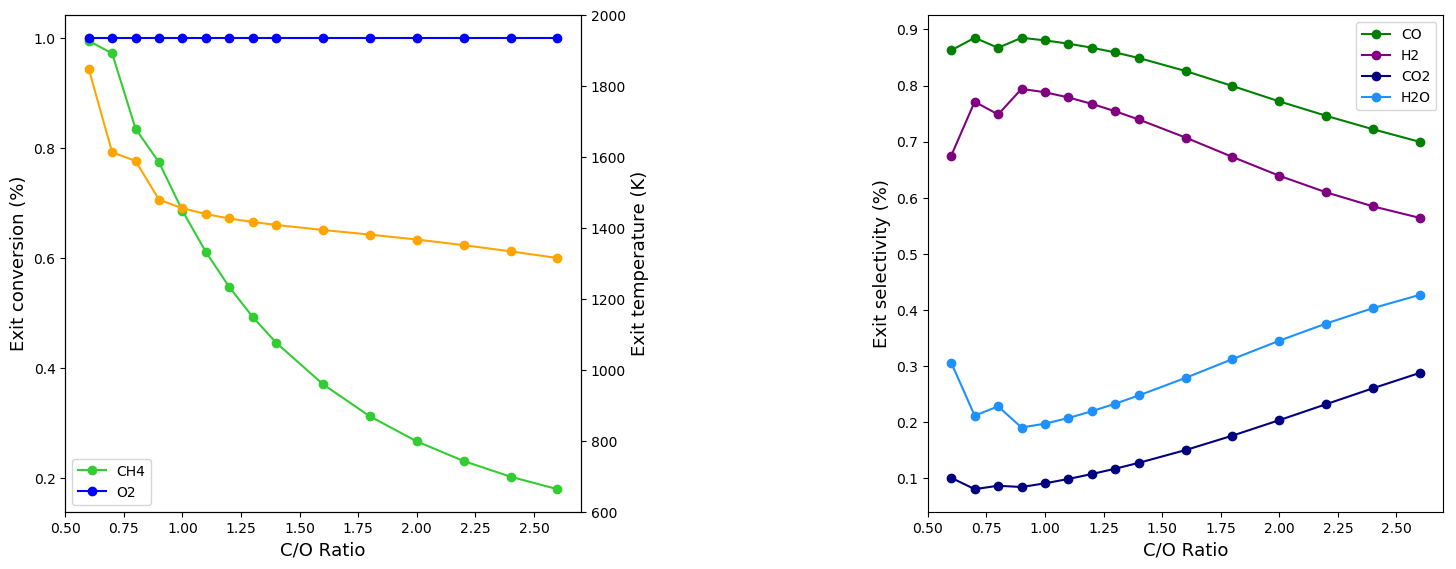 1.0
0.8
0.6
0.4
0.2
Exit conversion (%)
0.50 0.75 1.00 1.25 1.50 1.75 2.00 2.25 2.50
C/O Ratio
CH4
O2
2000
1800
1600
1400
1200
1000
800
600
Exit temperature (K)
0.9
0.8
0.7
0.6
0.5
0.4
0.3
0.2
0.1
Exit selectivity (%)
0.50 0.75 1.00 1.25 1.50 1.75 2.00 2.25 2.50
C/O Ratio
CO
H2
CO2
H2O